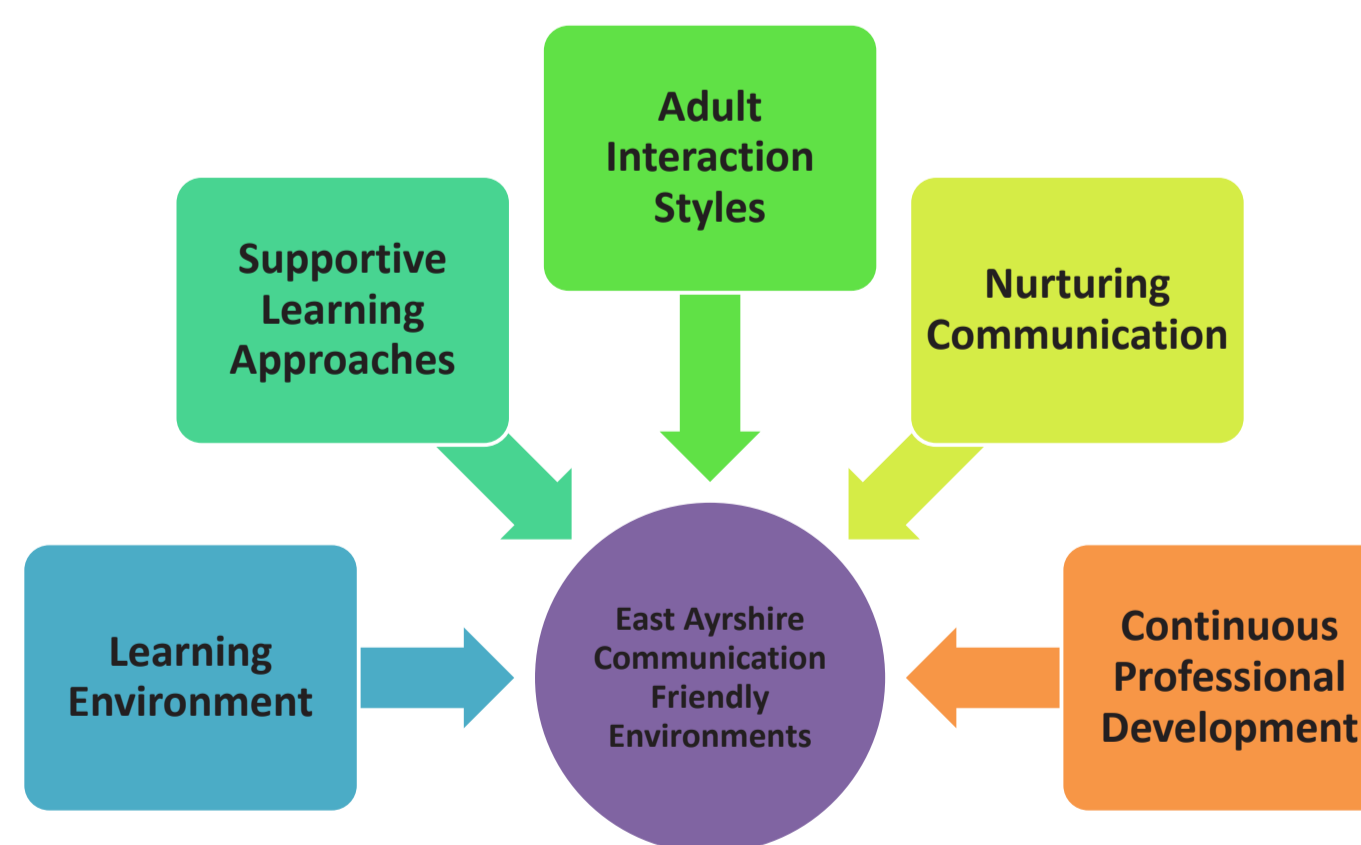 Adult
Interaction
Styles
Supportive
Learning
Approaches
Nurturing
Communication
Learning
Environment
East Ayrshire
Communication
Friendly
Environments
Continuous
Professional
Development